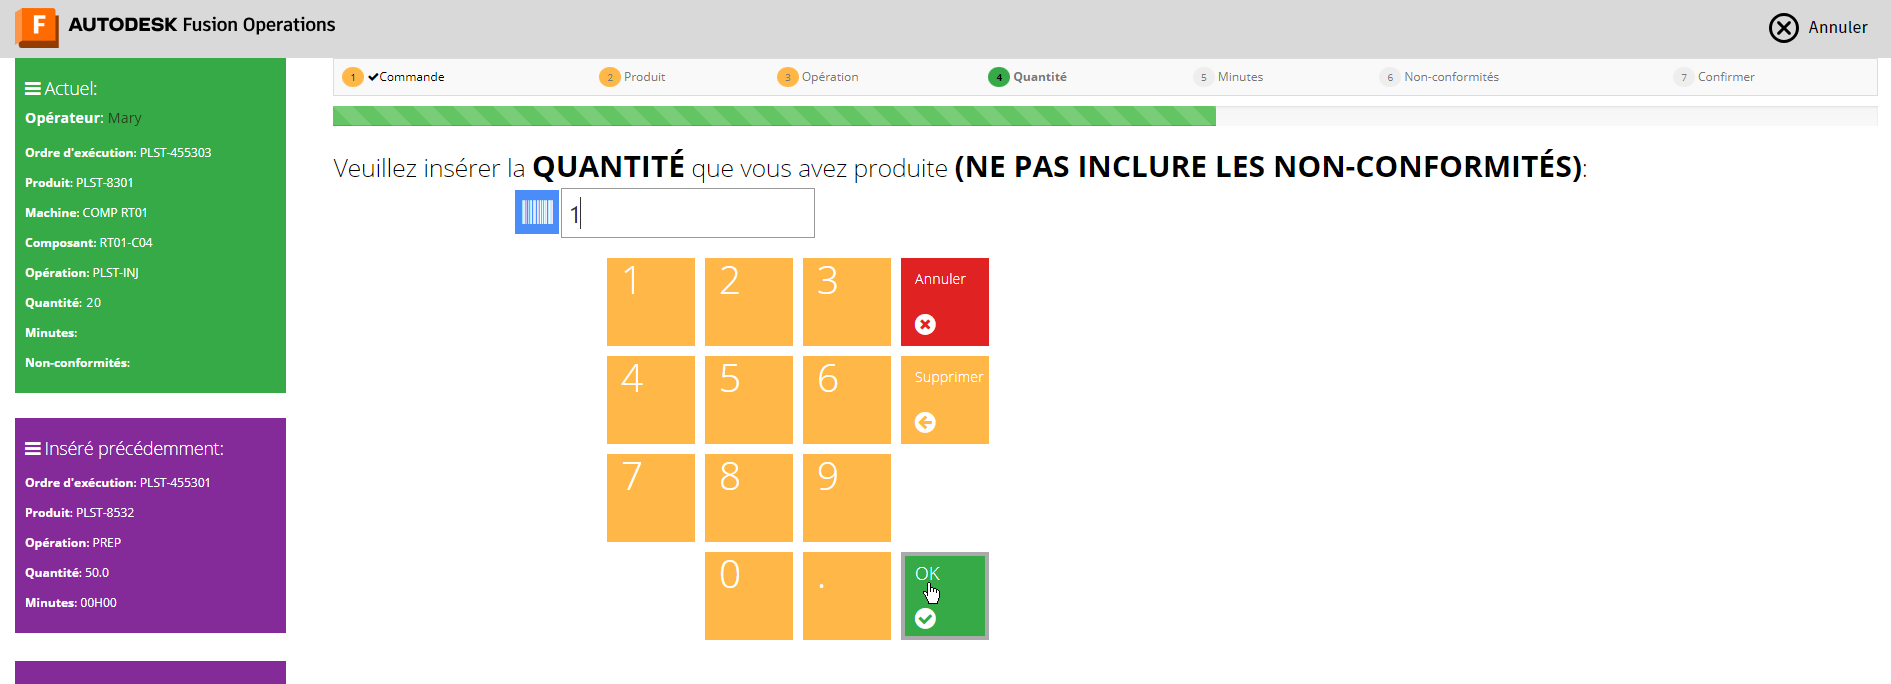 F AUTODESK Fusion Operations
Annuler
Actuel:
Opérateur: Mary
Ordre d'exécution: PLST-455303
Produit: PLST-8301
Machine: COMP RT01
Composant: RT01-C04
Opération: PLST-INJ
Quantité: 20
Minutes:
Non-conformités:
Inséré précédemment:
Ordre d'exécution: PLST-455301
Produit: PLST-8532
Opération: PREP
Quantité: 50.0
Minutes: 00H00
1 Commande 2 Produit 3 Opération 4 Quantité 5 Minutes 6 Non-conformités 7 Confirmer
Veuillez insérer la QUANTITÉ que vous avez produite (NE PAS INCLURE LES NON-CONFORMITÉS):
1
1 2 3 Annuler
4 5 6 Supprimer
7 8 9
0 . OK